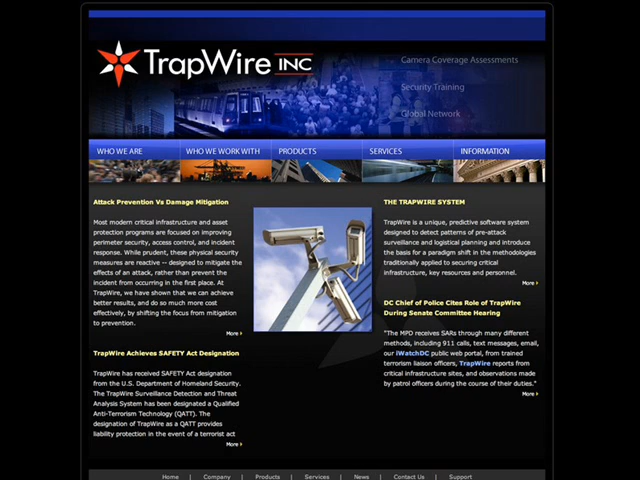 TrapWire INC
Camera Coverage Assessments
Security Training
Global Network
WHO WE ARE
WHO WE WORK WITH
PRODUCTS
SERVICES
INFORMATION
Attack Prevention Vs Damage Mitigation
Most modern critical infrastructure and asset
protection programs are focused on improving
perimeter security, access control, and incident
response. While prudent, these physical security
measures are reactive -- designed to mitigate the
effects of an attack, rather than prevent the
incident from occurring in the first place. At
TrapWire, we have shown that we can achieve
better results, and do so much more cost
effectively, by shifting the focus from mitigation
to prevention.
More
TrapWire Achieves SAFETY Act Designation
TrapWire has received SAFETY Act designation
from the U.S. Department of Homeland Security.
The TrapWire Surveillance Detection and Threat
Analysis System has been designated a Qualified
Anti-Terrorism Technology (QATT). The
designation of TrapWire as a QATT provides
liability protection in the event of a terrorist act
More
THE TRAPWIRE SYSTEM
TrapWire is a unique, predictive software system
designed to detect patterns of pre-attack
surveillance and logistical planning and introduce
the basis for a paradigm shift in the methodologies
traditionally applied to securing critical
infrastructure, key resources and personnel.
More
DC Chief of Police Cites Role of TrapWire
During Senate Committee Hearing
"The MPD receives SARs through many different
methods, including 911 calls, text messages, email,
our iWatchDC public web portal, from trained
terrorism liaison officers, TrapWire reports from
critical infrastructure sites, and observations made
by patrol officers during the course of their duties."
More
Home | Company | Products | Services | News | Contact Us | Support